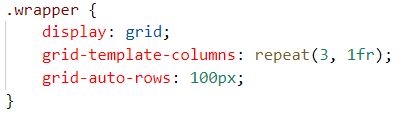 .wrapper {
    display: grid;
    grid-template-columns: repeat(3, 1fr);
    grid-auto-rows: 100px;
}